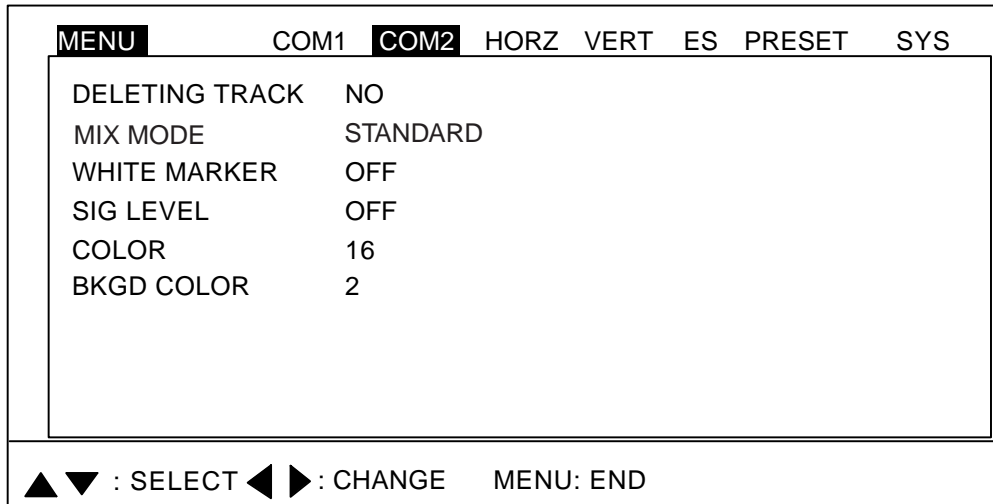 MENU COM1 COM2 HORZ VERT ES PRESET SYS
DELETING TRACK NO
MIX MODE STANDARD
WHITE MARKER OFF
SIG LEVEL OFF
COLOR 16
BKGD COLOR 2
▲ ▼ : SELECT ◀ ▶ : CHANGE MENU: END